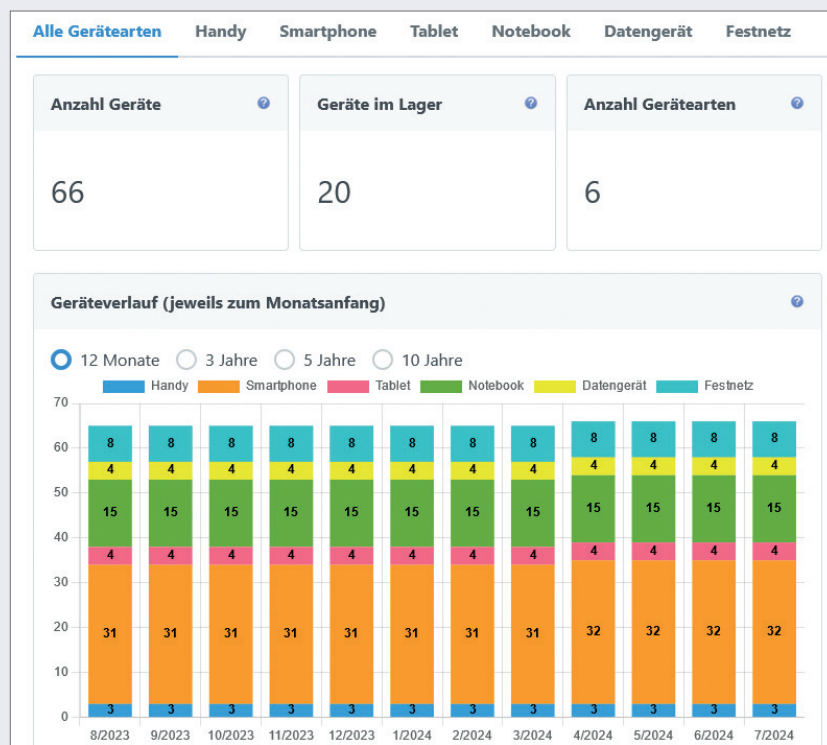 Alle Gerätearten Handy Smartphone Tablet Notebook Datengerät Festnetz
Anzahl Geräte ? Geräte im Lager ? Anzahl Gerätearten ?
66 20 6
Geräteverlauf (jeweils zum Monatsanfang) ?
12 Monate 3 Jahre 5 Jahre 10 Jahre
Handy Smartphone Tablet Notebook Datengerät Festnetz
70
60
50
40
30
20
10
0
8 8 8 8 8 8 8 8 8 8 8 8
4 4 4 4 4 4 4 4 4 4 4 4
15 15 15 15 15 15 15 15 15 15 15 15
4 4 4 4 4 4 4 4 4 4 4 4
31 31 31 31 31 31 31 31 32 32 32 32
3 3 3 3 3 3 3 3 3 3 3 3
8/2023 9/2023 10/2023 11/2023 12/2023 1/2024 2/2024 3/2024 4/2024 5/2024 6/2024 7/2024